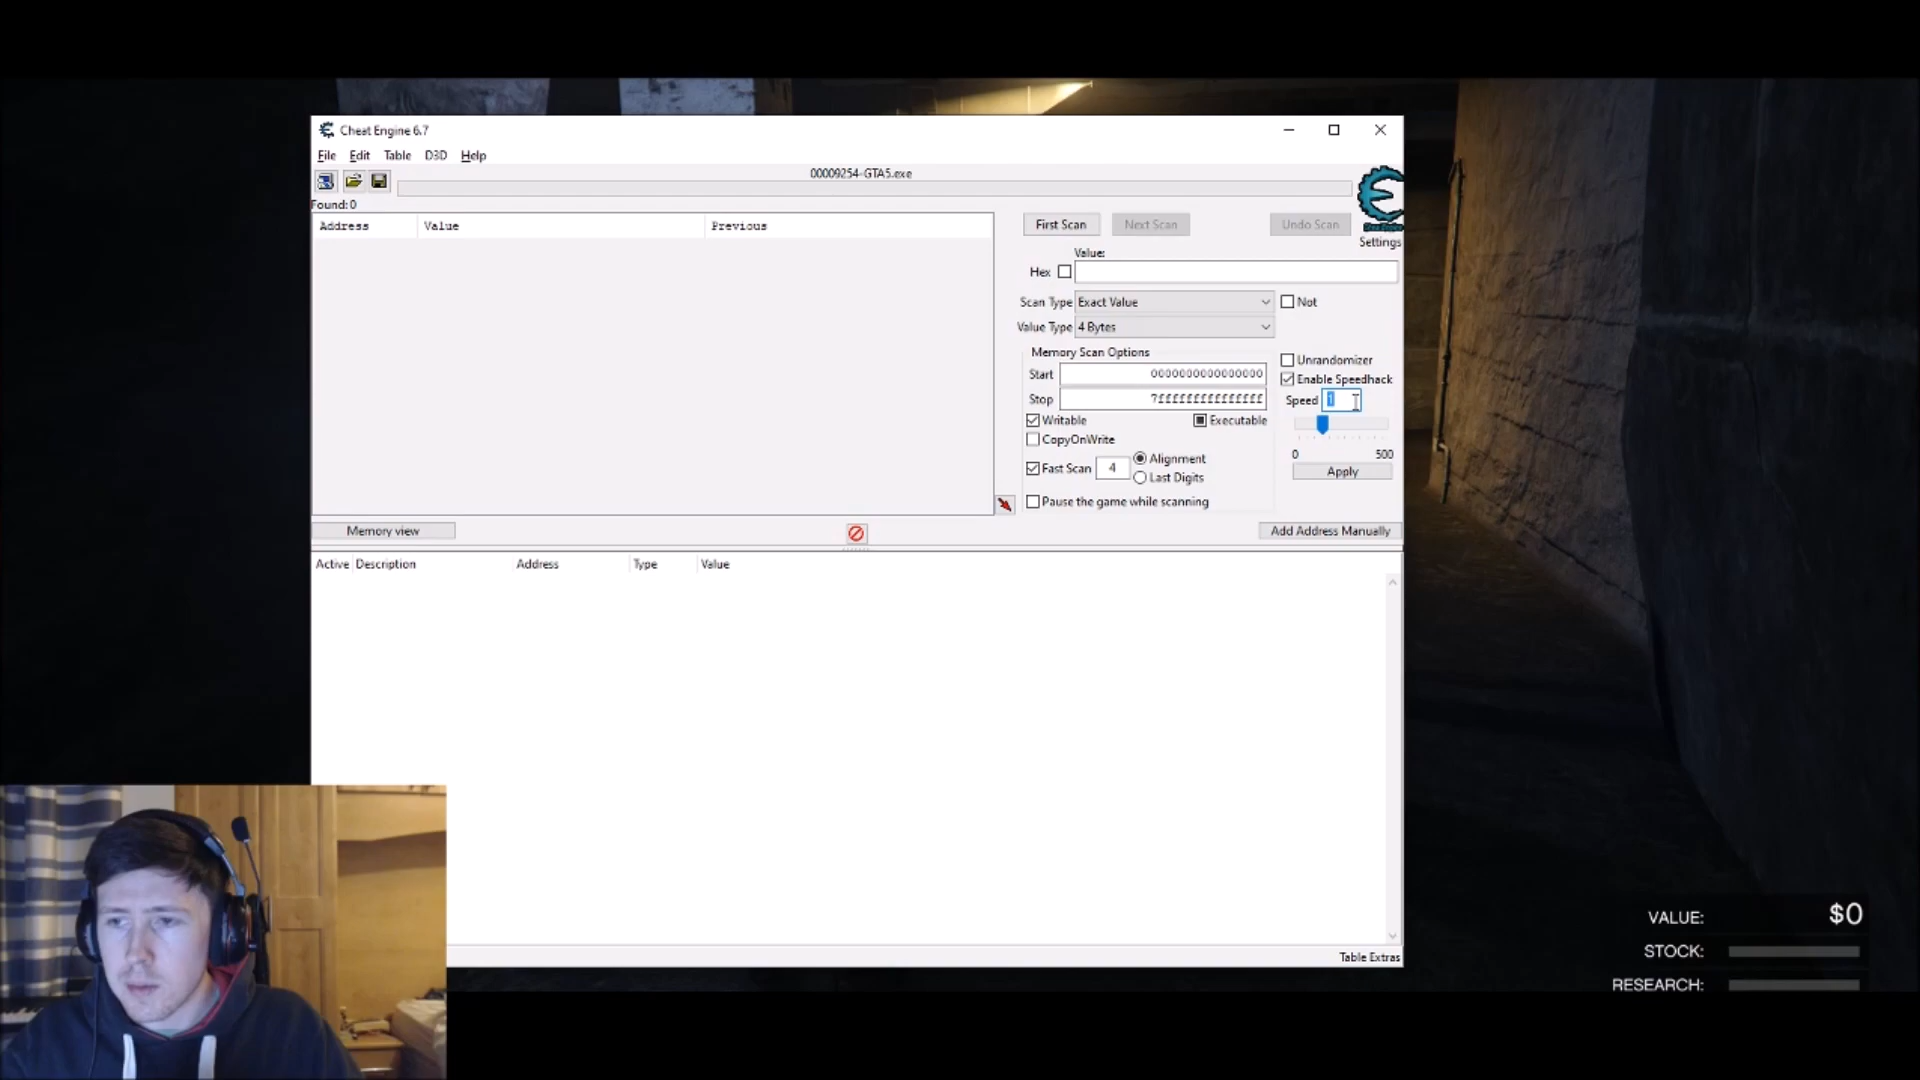 Cheat Engine 6.7
File Edit Table D3D Help
00009254-GTA5.exe
Found: 0
Address Value Previous
First Scan Next Scan Undo Scan
Settings
Value:
Hex
Scan Type Exact Value Not
Value Type 4 Bytes
Memory Scan Options
Unrandomizer
Start 0000000000000000
Enable Speedhack
Stop 7fffffffffffffff
Speed 1
Writable Executable
CopyOnWrite
0 500
Fast Scan 4 Alignment
Last Digits
Apply
Pause the game while scanning
Memory view Add Address Manually
Active Description Address Type Value
Table Extras
VALUE: $0
STOCK:
RESEARCH: